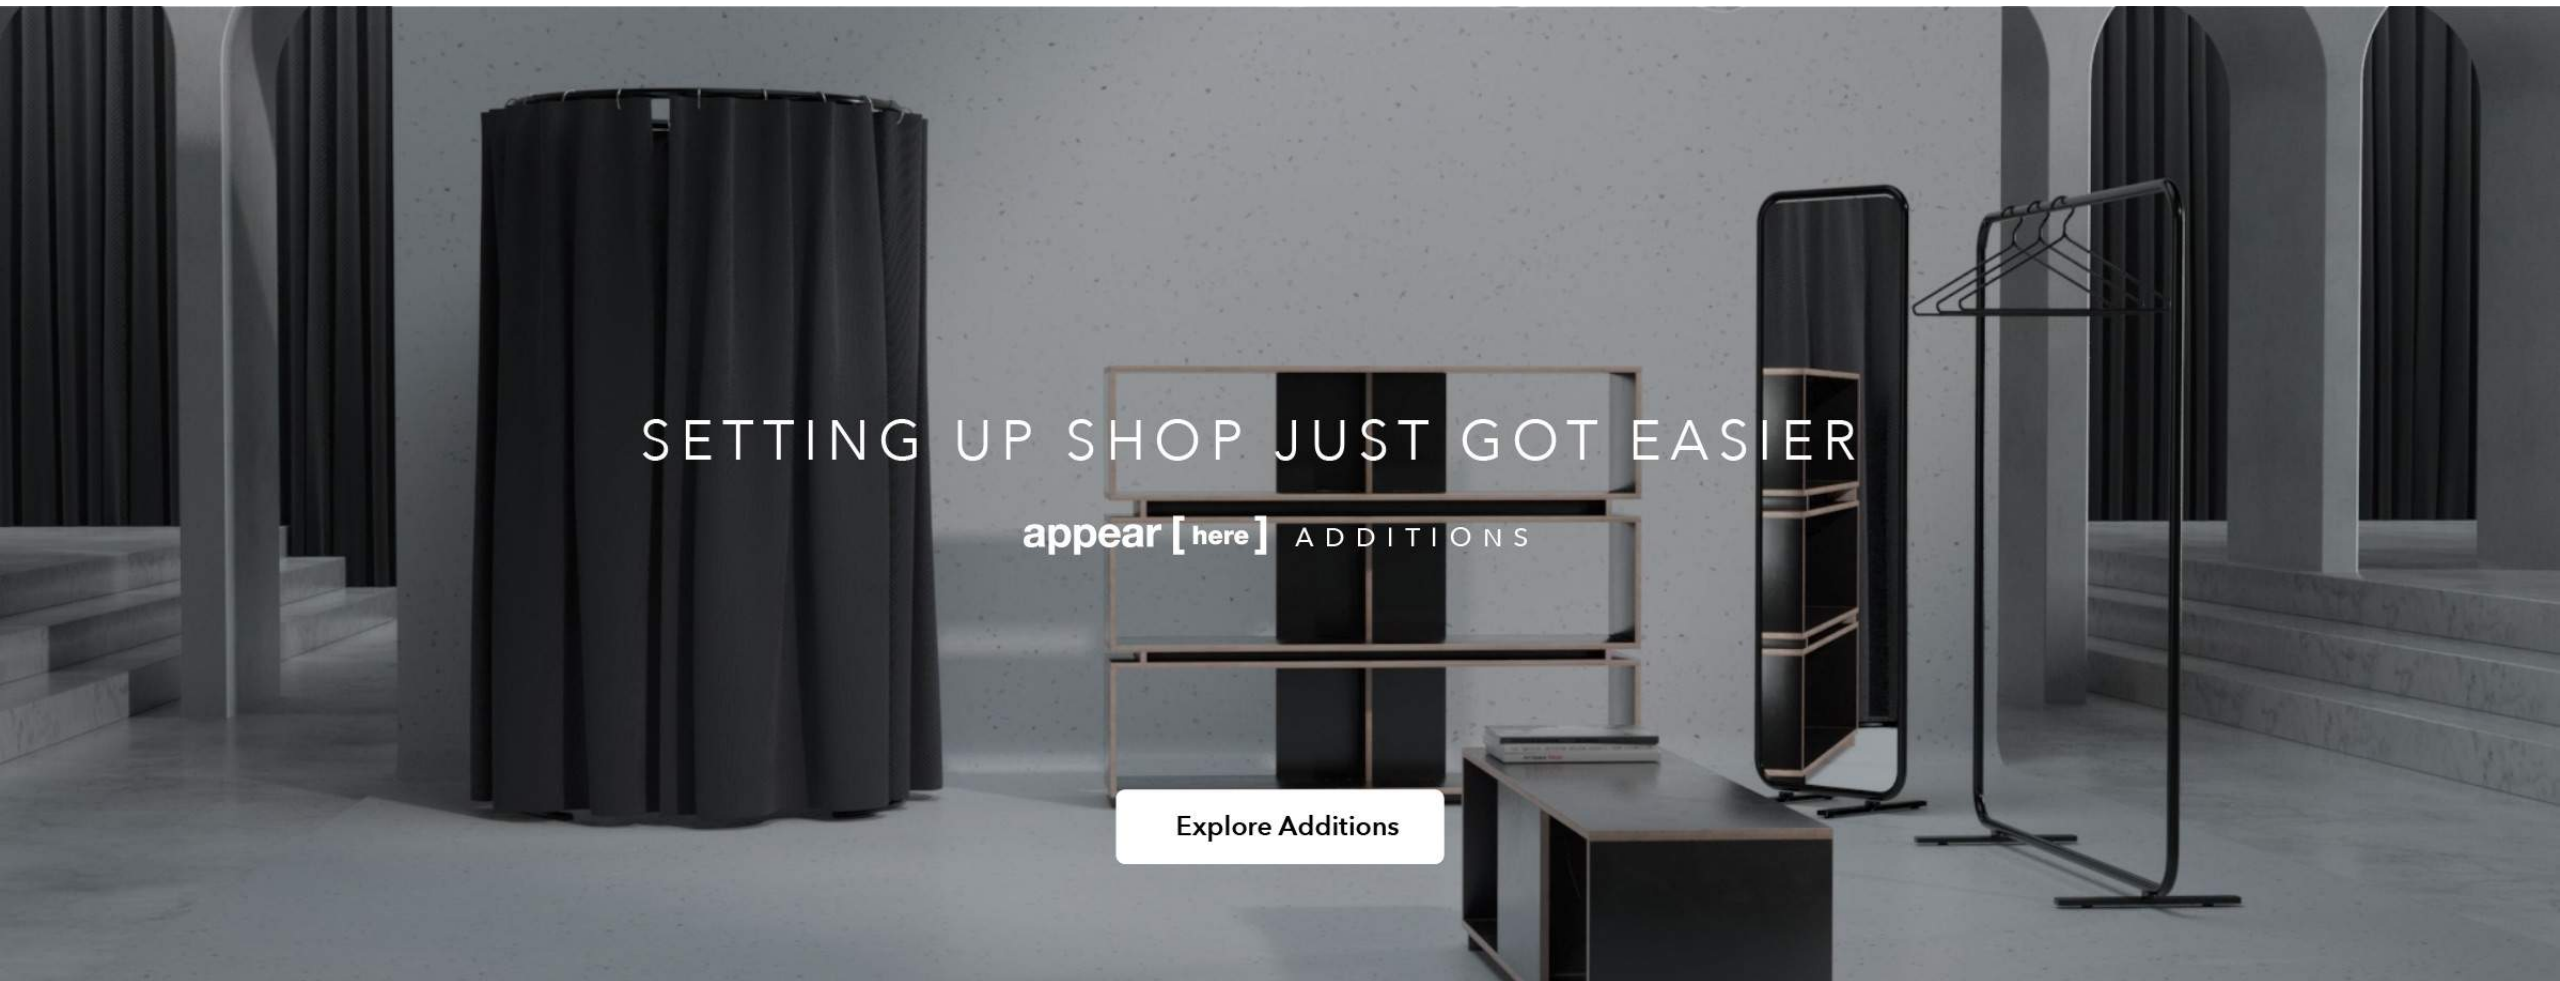 SETTING UP SHOP JUST GOT EASIER
appear [here] ADDITIONS
Explore Additions